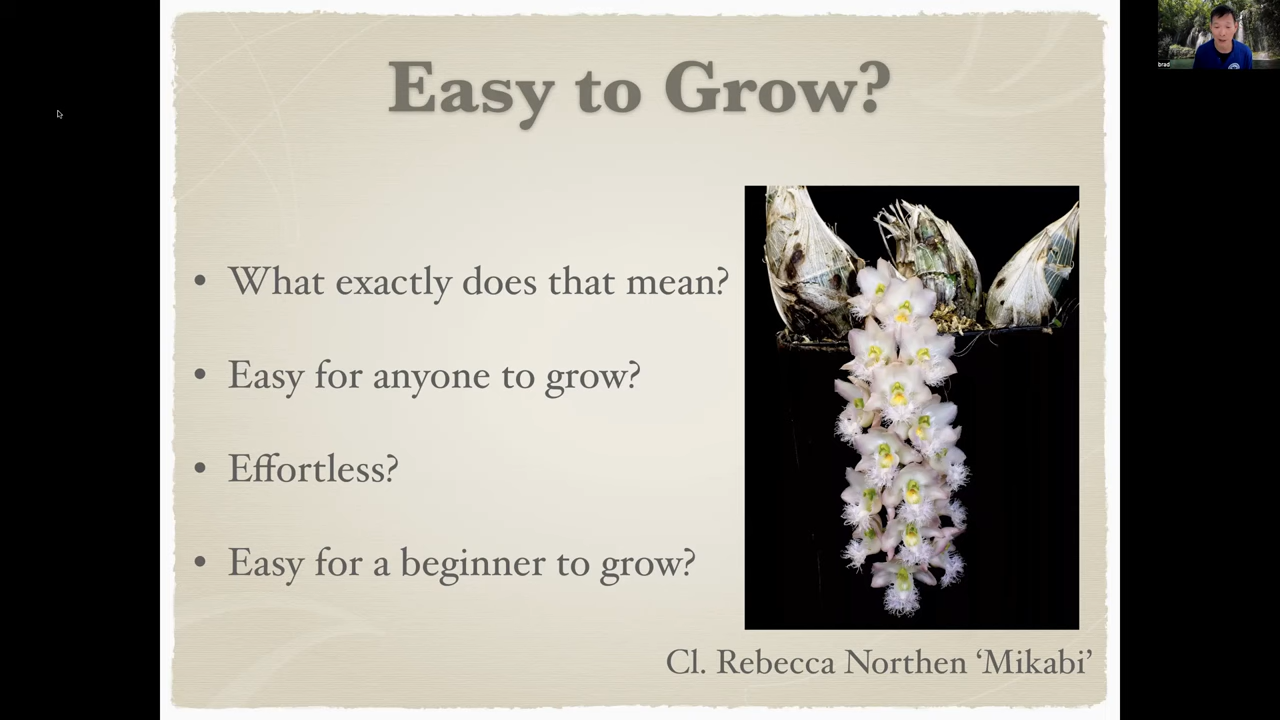 Easy to Grow?
• What exactly does that mean?
• Easy for anyone to grow?
• Effortless?
• Easy for a beginner to grow?
Cl. Rebecca Northen ‘Mikabi’
brad